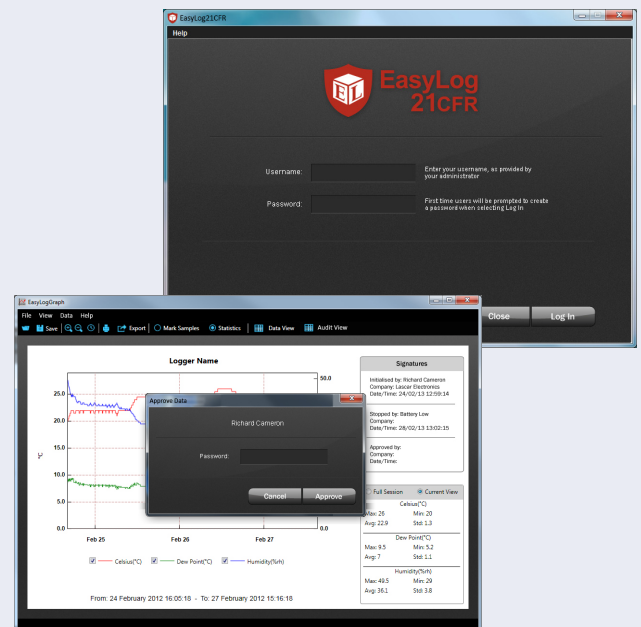 EasyLog21CFR
Help
EL
EasyLog
21CFR
Username:
Enter your username, as provided by
your administrator
Password:
First time users will be prompted to create
a password when selecting Log In
Close
Log In
EasyLogGraph
File View Data Help
Save Export Mark Samples Statistics Data View Audit View
Logger Name
°C
25.0
20.0
15.0
10.0
5.0
0.0
50.0
0.0
Feb 25
Feb 26
Feb 27
Celsius(°C) Dew Point(°C) Humidity(%rh)
From: 24 February 2012 16:05:18 - To: 27 February 2012 15:16:18
Approve Data
Richard Cameron
Password:
Cancel
Approve
Signatures
Initialised by: Richard Cameron
Company: Lascar Electronics
Date/Time: 24/02/13 12:59:14
Stopped by: Battery Low
Company:
Date/Time: 28/02/13 13:02:15
Approved by:
Company:
Date/Time:
Full Session Current View
Celsius(°C)
Max: 26 Min: 20
Avg: 22.9 Std: 1.3
Dew Point(°C)
Max: 9.5 Min: 5.2
Avg: 7 Std: 1.1
Humidity(%rh)
Max: 49.5 Min: 29
Avg: 36.1 Std: 3.8